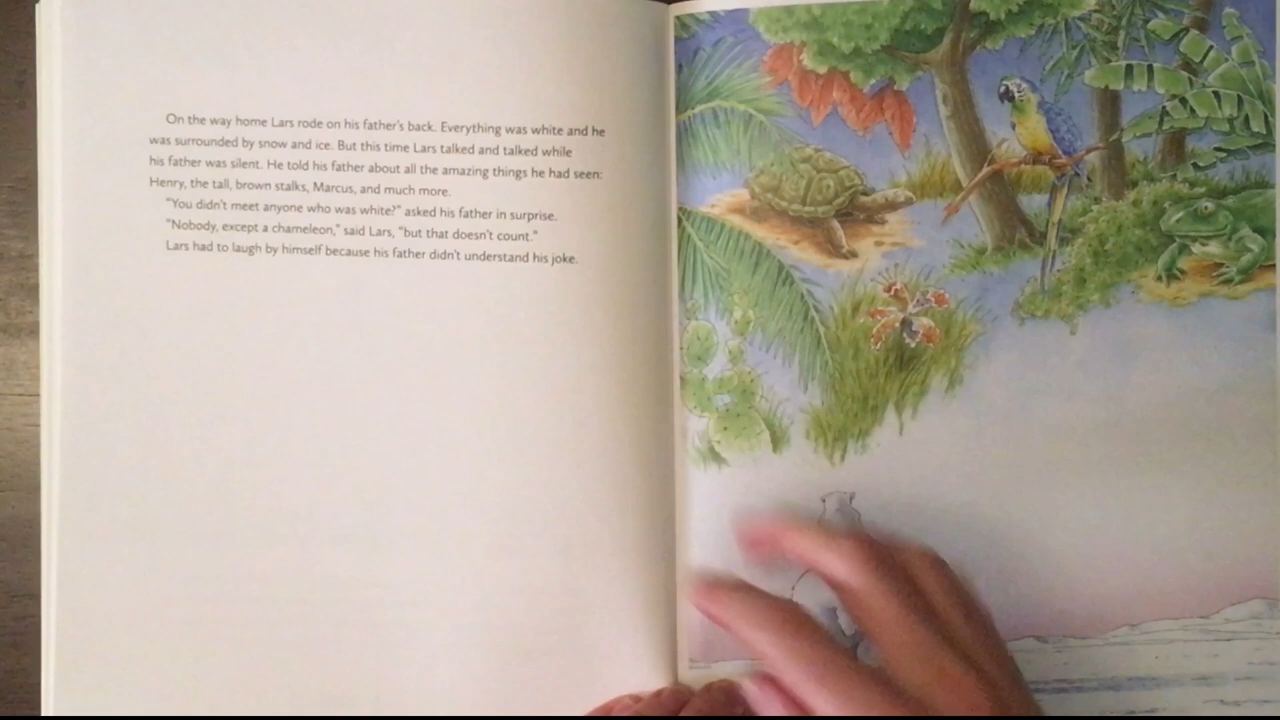 On the way home Lars rode on his father's back. Everything was white and he
was surrounded by snow and ice. But this time Lars talked and talked while
his father was silent. He told his father about all the amazing things he had seen:
Henry, the tall, brown stalks, Marcus, and much more.
"You didn't meet anyone who was white?" asked his father in surprise.
"Nobody, except a chameleon," said Lars, "but that doesn't count."
Lars had to laugh by himself because his father didn't understand his joke.